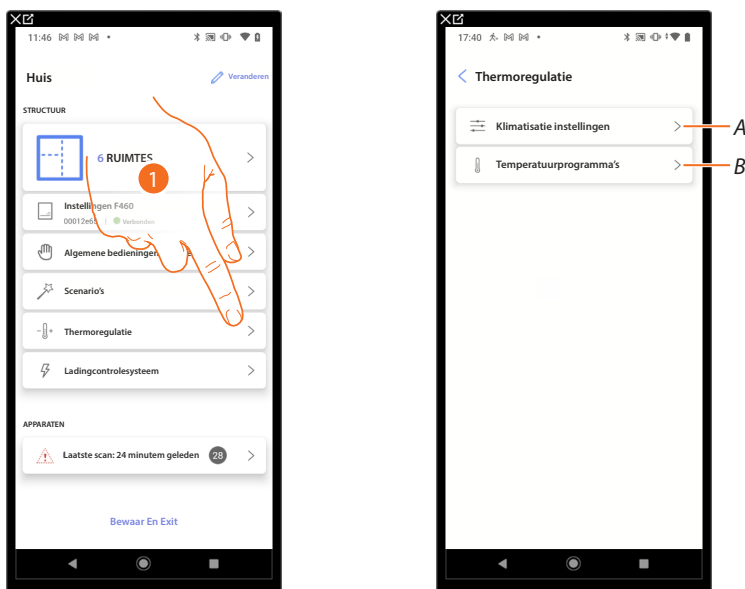 11:46
Huis
Veranderen
STRUCTUUR
6 RUIMTES
1
Instellingen F460
00012e65 | Verbonden
Algemene bedieningen
Scenario's
Thermoregulatie
Ladingcontrolesysteem
APPARATEN
Laatste scan: 24 minutem geleden 28
Bewaar En Exit
17:40
Thermoregulatie
Klimatisatie instellingen
A
Temperatuurprogramma's
B